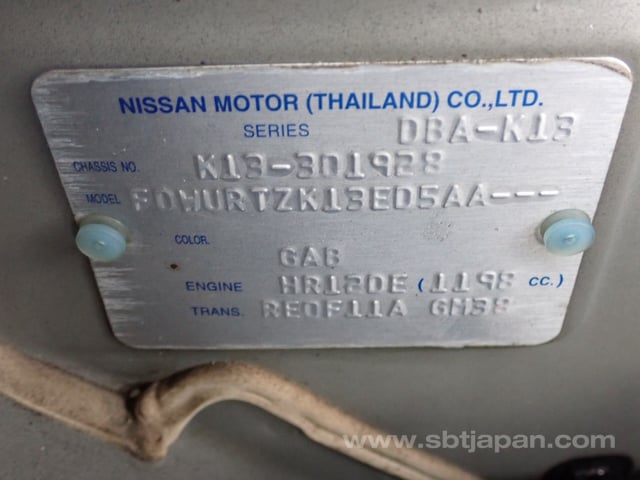 NISSAN MOTOR (THAILAND) CO.,LTD.
SERIES DBA-K13
CHASSIS NO. K13-301928
MODEL FDWURTZK13ED5AA---
COLOR
GAB
ENGINE HR12DE (1198 CC.)
TRANS. RE0F11A GM38
www.sbtjapan.com